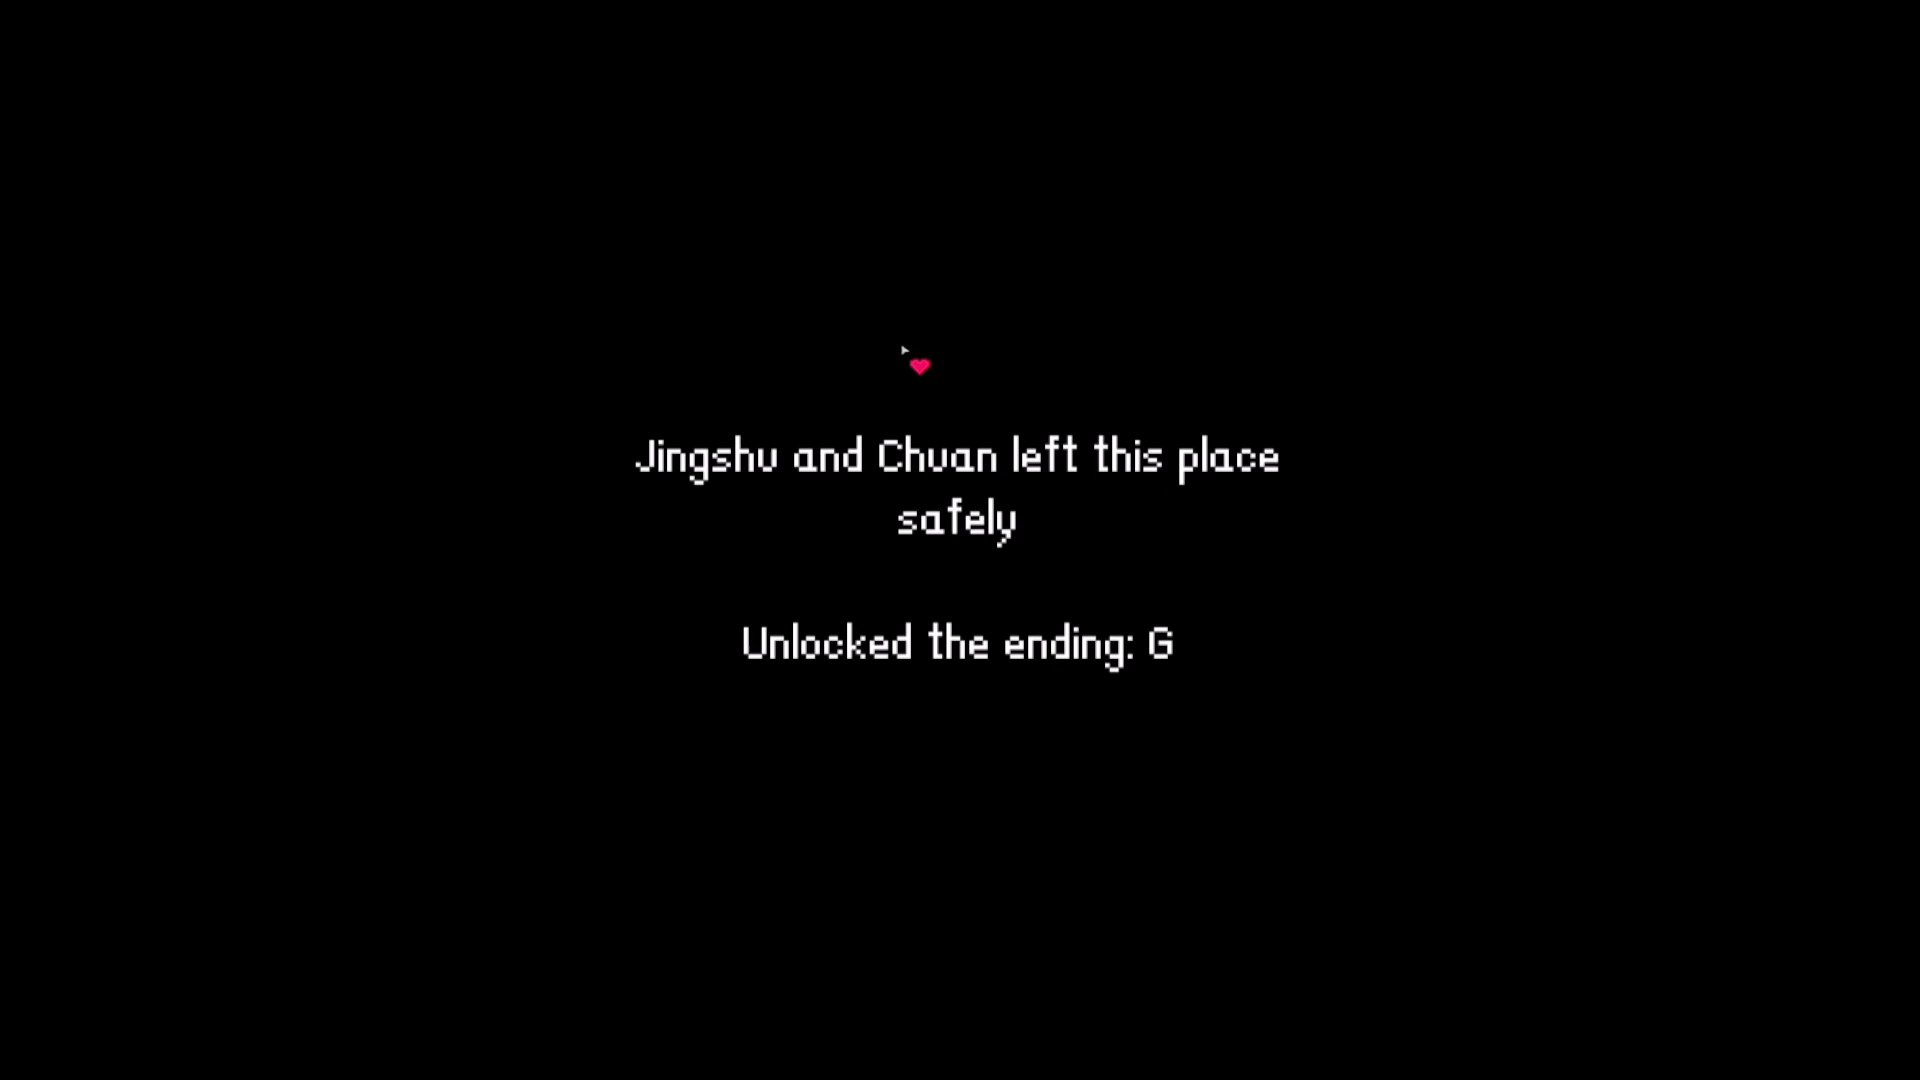 Jingshu and Chuan left this place
safely
Unlocked the ending: G